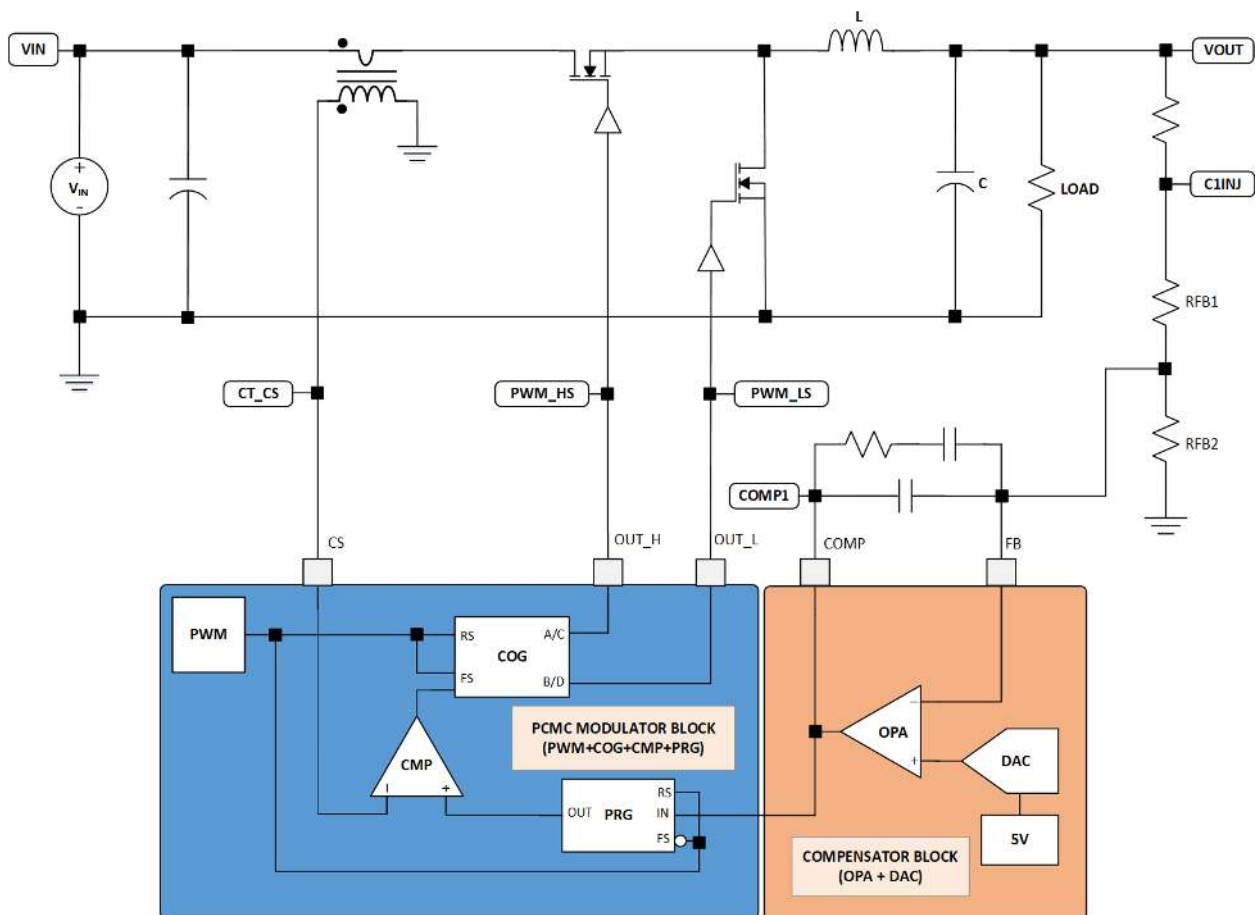 L
VIN
VOUT
+
VIN
-
C
LOAD
C1INJ
RFB1
CT_CS
PWM_HS
PWM_LS
RFB2
COMP1
CS
OUT_H
OUT_L
COMP
FB
PWM
RS
A/C
COG
FS
B/D
PCMC MODULATOR BLOCK
(PWM+COG+CMP+PRG)
CMP
-
+
OUT
PRG
RS
IN
FS
-
OPA
+
DAC
5V
COMPENSATOR BLOCK
(OPA + DAC)